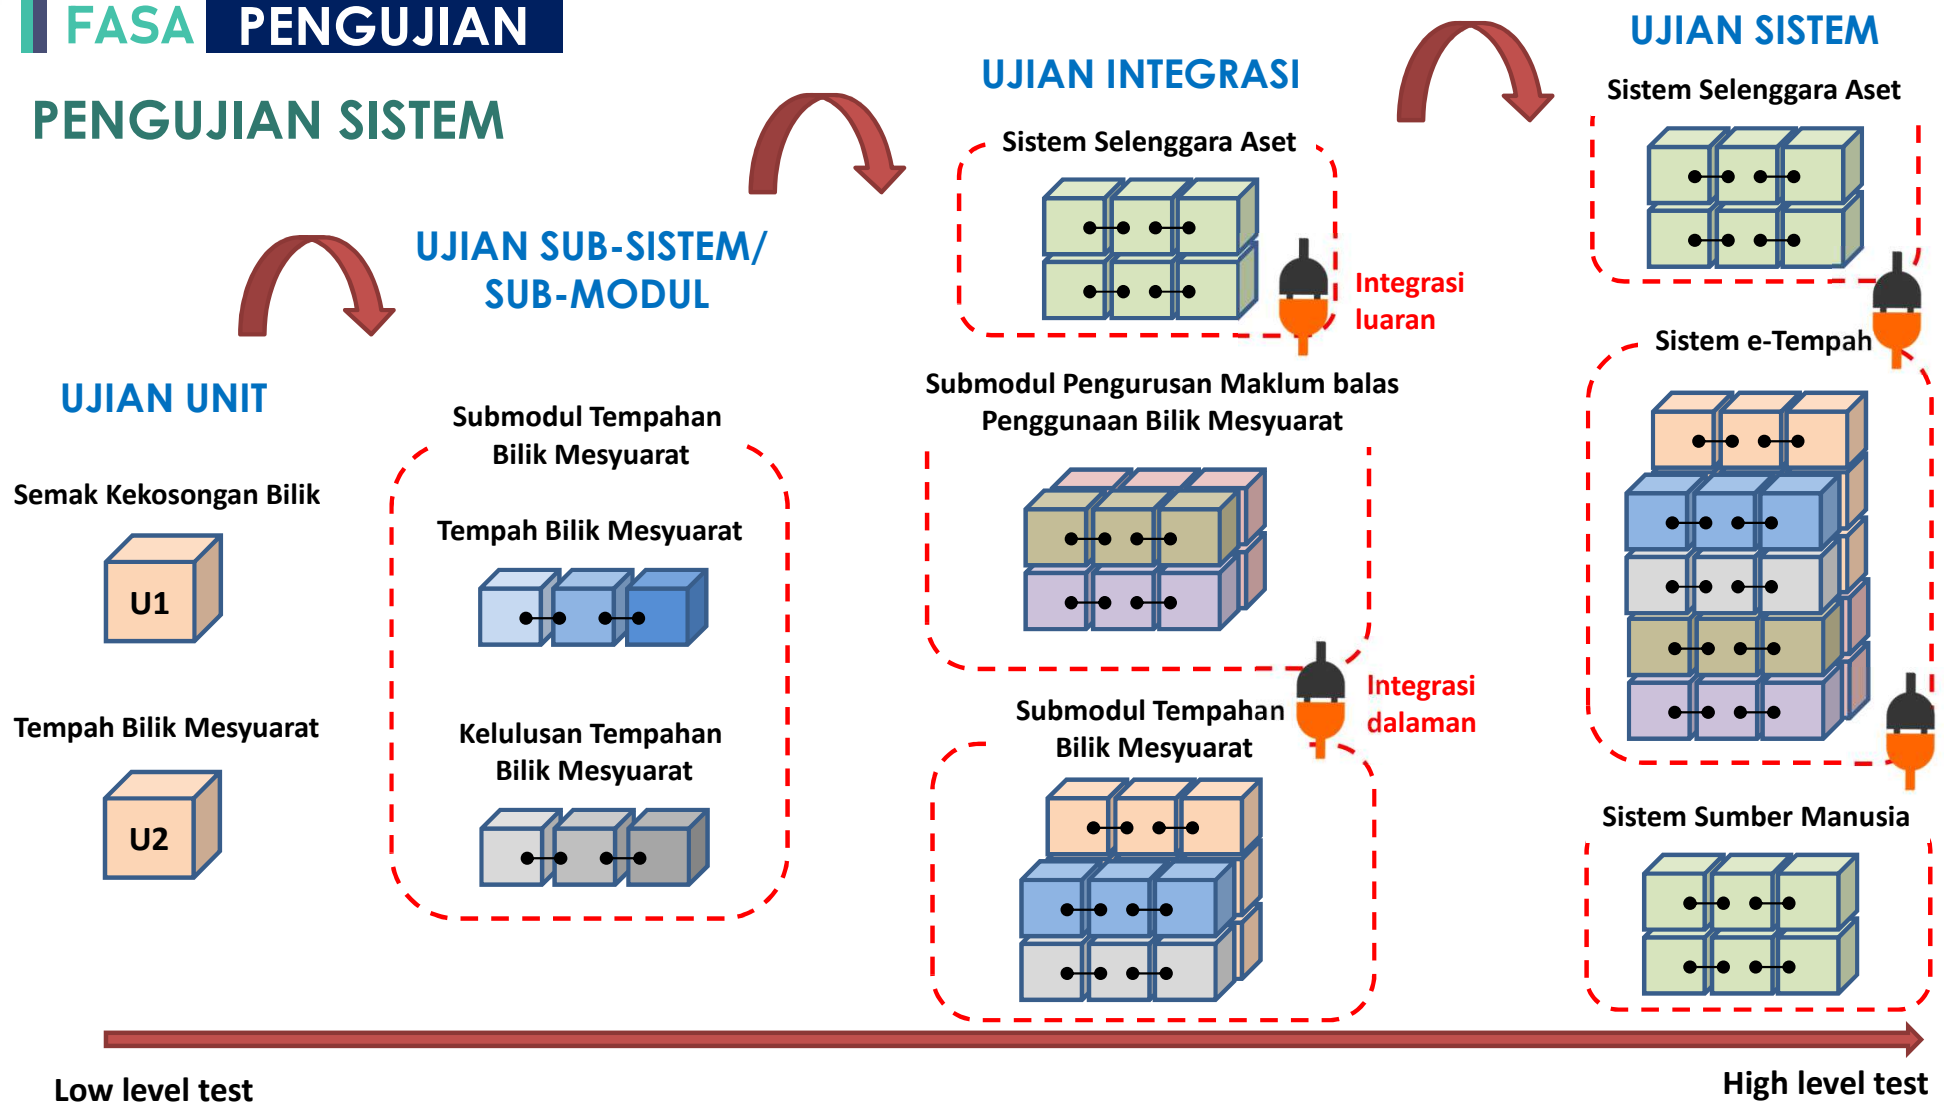 FASA PENGUJIAN
PENGUJIAN SISTEM
UJIAN UNIT
Semak Kekosongan Bilik
U1
Tempah Bilik Mesyuarat
U2
UJIAN SUB-SISTEM/
SUB-MODUL
Submodul Tempahan
Bilik Mesyuarat
Tempah Bilik Mesyuarat
Kelulusan Tempahan
Bilik Mesyuarat
UJIAN INTEGRASI
Sistem Selenggara Aset
Integrasi
luaran
Submodul Pengurusan Maklum balas
Penggunaan Bilik Mesyuarat
Integrasi
dalaman
Submodul Tempahan
Bilik Mesyuarat
UJIAN SISTEM
Sistem Selenggara Aset
Sistem e-Tempah
Sistem Sumber Manusia
Low level test
High level test